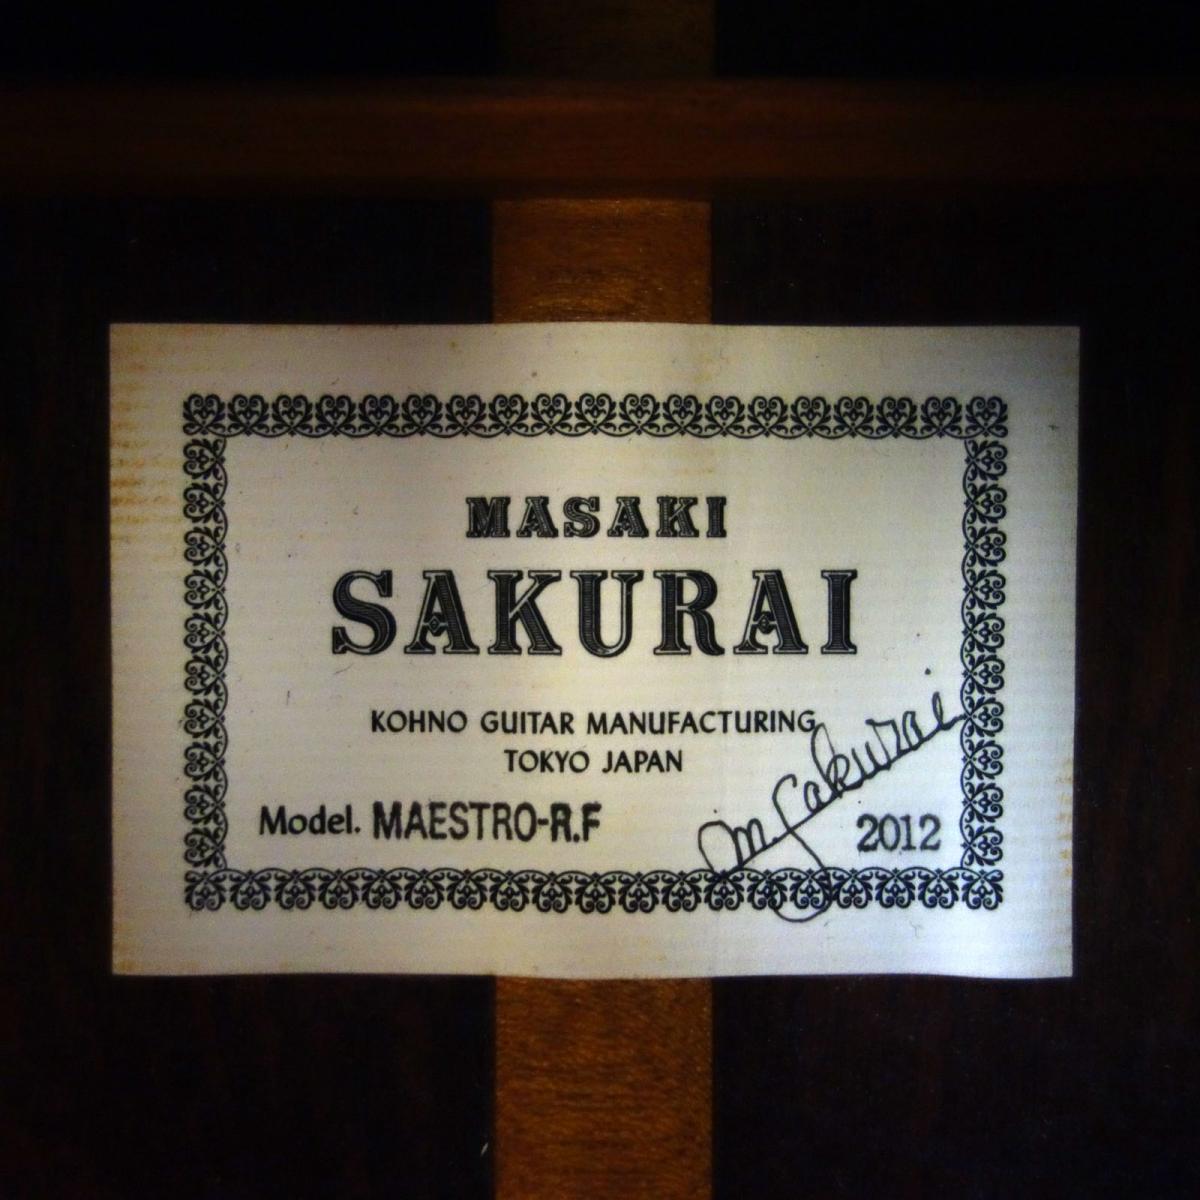 MASAKI
SAKURAI
KOHNO GUITAR MANUFACTURING
TOKYO JAPAN
Model. MAESTRO-R.F
M. Sakurai
2012